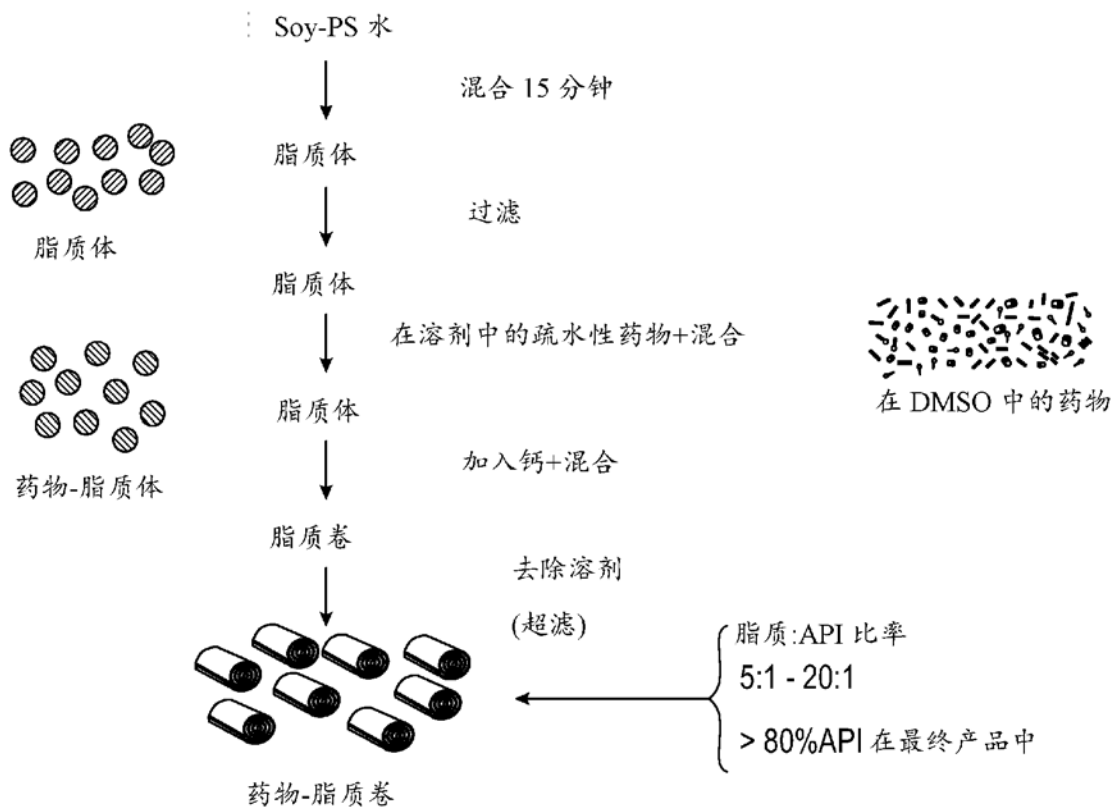 Soy-PS 水
混合 15 分钟
脂质体
脂质体
过滤
脂质体
在溶剂中的疏水性药物+混合
在 DMSO 中的药物
脂质体
药物-脂质体
加入钙+混合
脂质卷
去除溶剂
(超滤)
脂质:API 比率
5:1 - 20:1
> 80%API 在最终产品中
药物-脂质卷